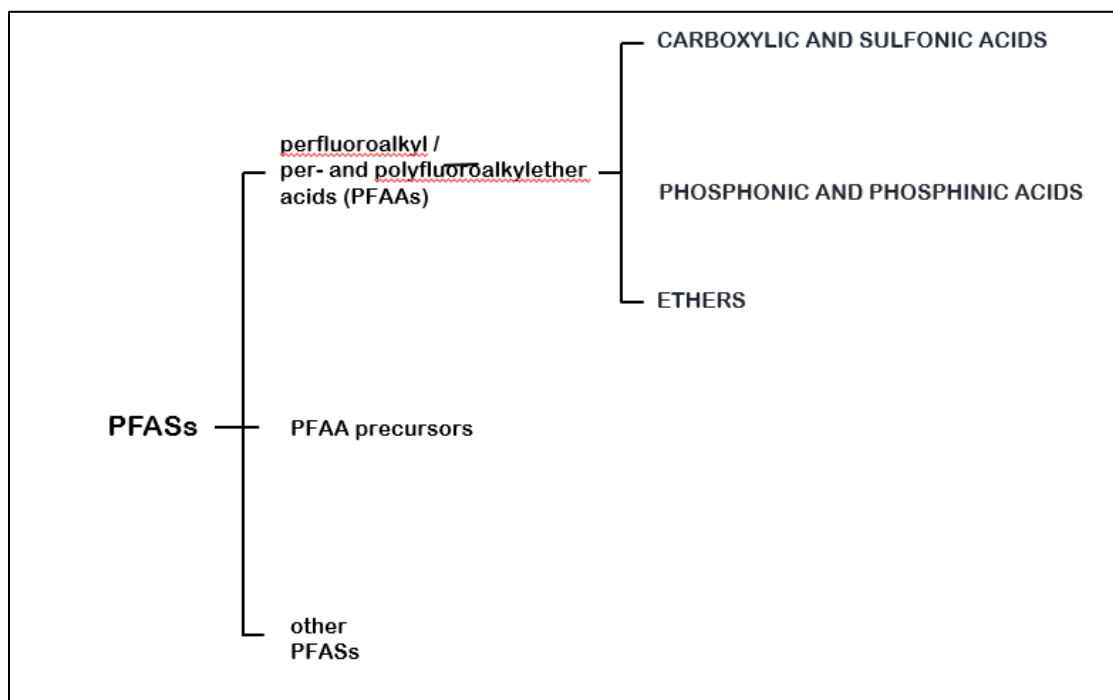 CARBOXYLIC AND SULFONIC ACIDS
perfluoroalkyl /
per- and polyfluoroalkylether
acids (PFAAs)
PHOSPHONIC AND PHOSPHINIC ACIDS
ETHERS
PFASs
PFAA precursors
other
PFASs